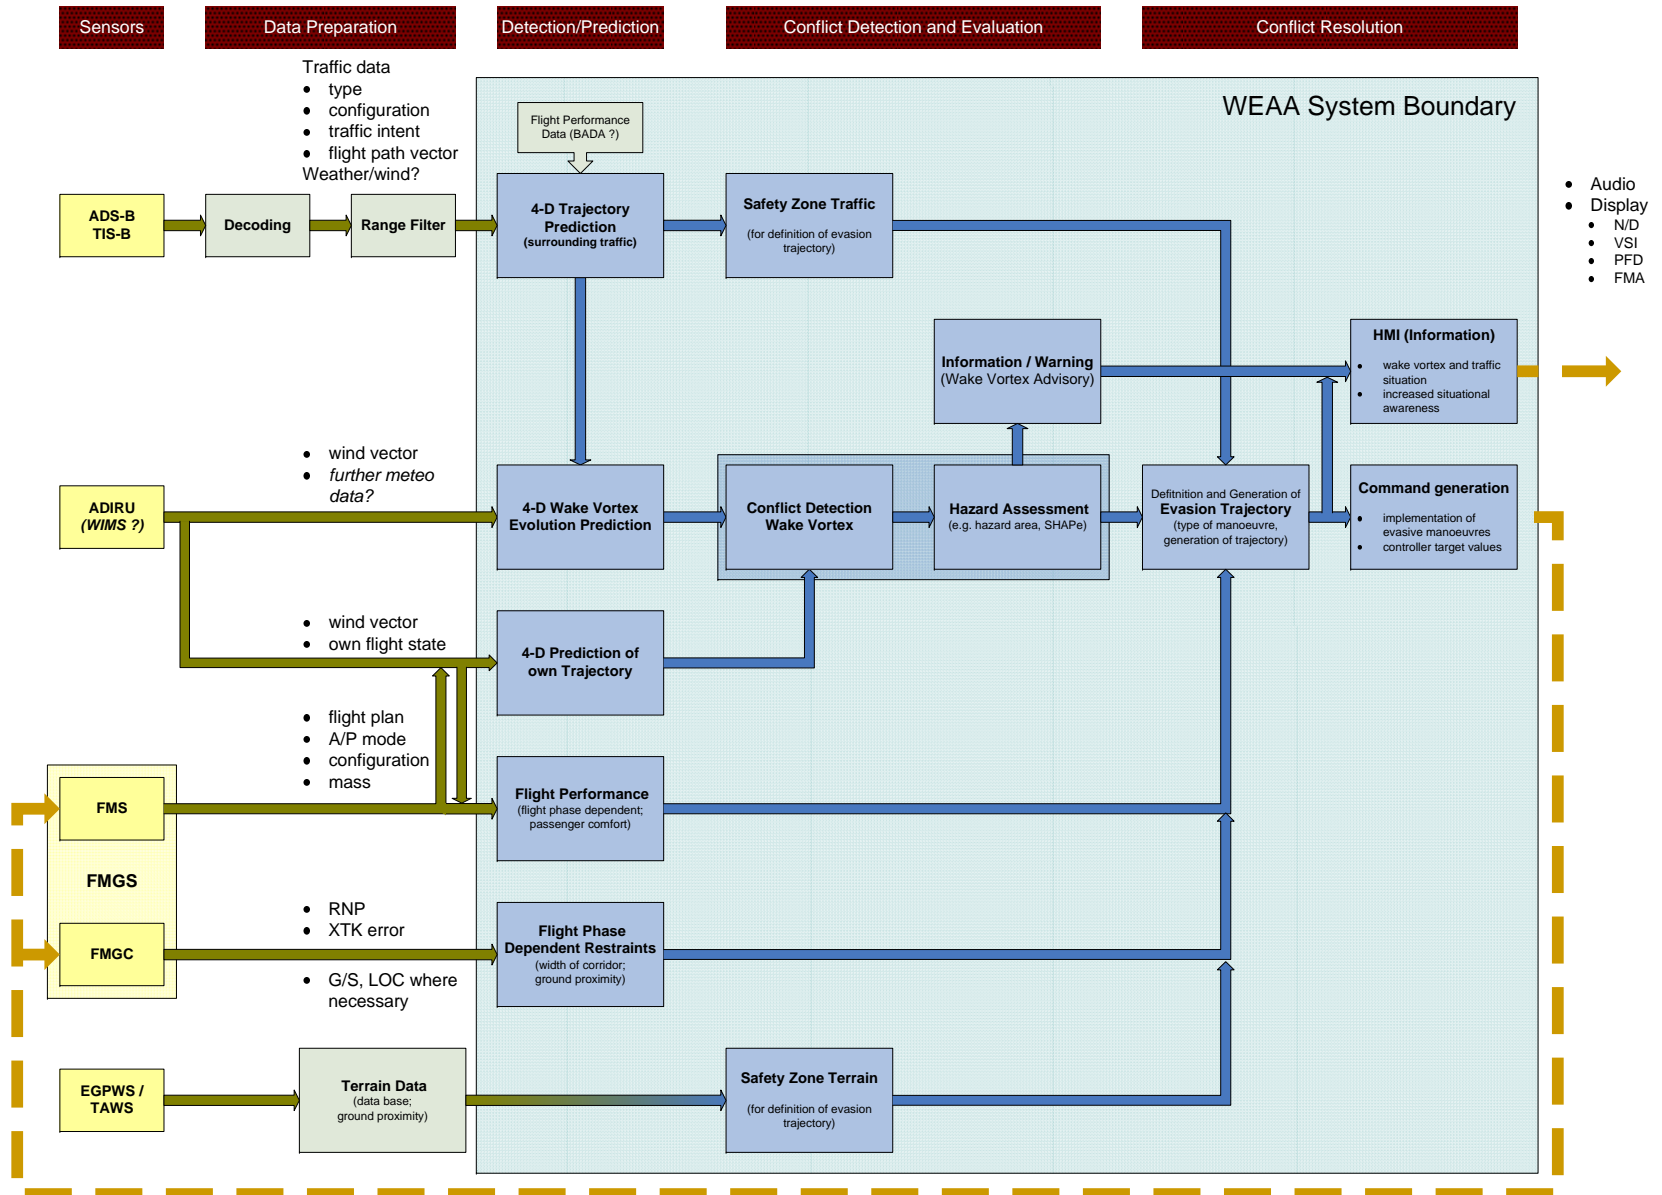 Sensors
Data Preparation
Detection/Prediction
Conflict Detection and Evaluation
Conflict Resolution
Traffic data
• type
• configuration
• traffic intent
• flight path vector
Weather/wind?
WEAA System Boundary
Flight Performance
Data (BADA ?)
ADS-B
TIS-B
Decoding
Range Filter
4-D Trajectory
Prediction
(surrounding traffic)
Safety Zone Traffic
(for definition of evasion
trajectory)
• Audio
• Display
• N/D
• VSI
• PFD
• FMA
Information / Warning
(Wake Vortex Advisory)
HMI (Information)
• wake vortex and traffic
situation
• increased situational
awareness
• wind vector
• further meteo
data?
ADIRU
(WIMS ?)
4-D Wake Vortex
Evolution Prediction
Conflict Detection
Wake Vortex
Hazard Assessment
(e.g. hazard area, SHAPe)
Defitnition and Generation of
Evasion Trajectory
(type of manoeuvre,
generation of trajectory)
Command generation
• implementation of
evasive manoeuvres
• controller target values
• wind vector
• own flight state
4-D Prediction of
own Trajectory
• flight plan
• A/P mode
• configuration
• mass
FMS
Flight Performance
(flight phase dependent;
passenger comfort)
FMGS
• RNP
• XTK error
FMGC
Flight Phase
Dependent Restraints
(width of corridor;
ground proximity)
• G/S, LOC where
necessary
EGPWS /
TAWS
Terrain Data
(data base;
ground proximity)
Safety Zone Terrain
(for definition of evasion
trajectory)